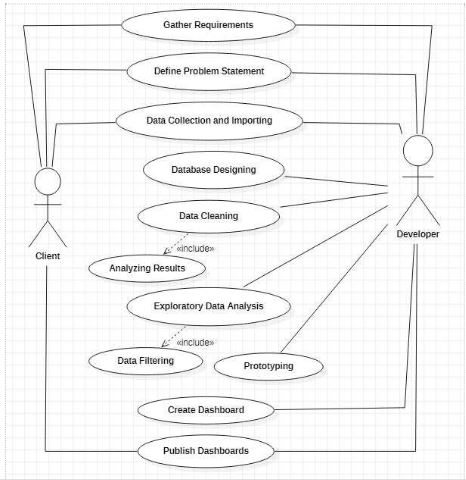 Gather Requirements
Define Problem Statement
Data Collection and Importing
Database Designing
Data Cleaning
Developer
«include»
Client
Analyzing Results
Exploratory Data Analysis
«include»
Data Filtering
Prototyping
Create Dashboard
Publish Dashboards